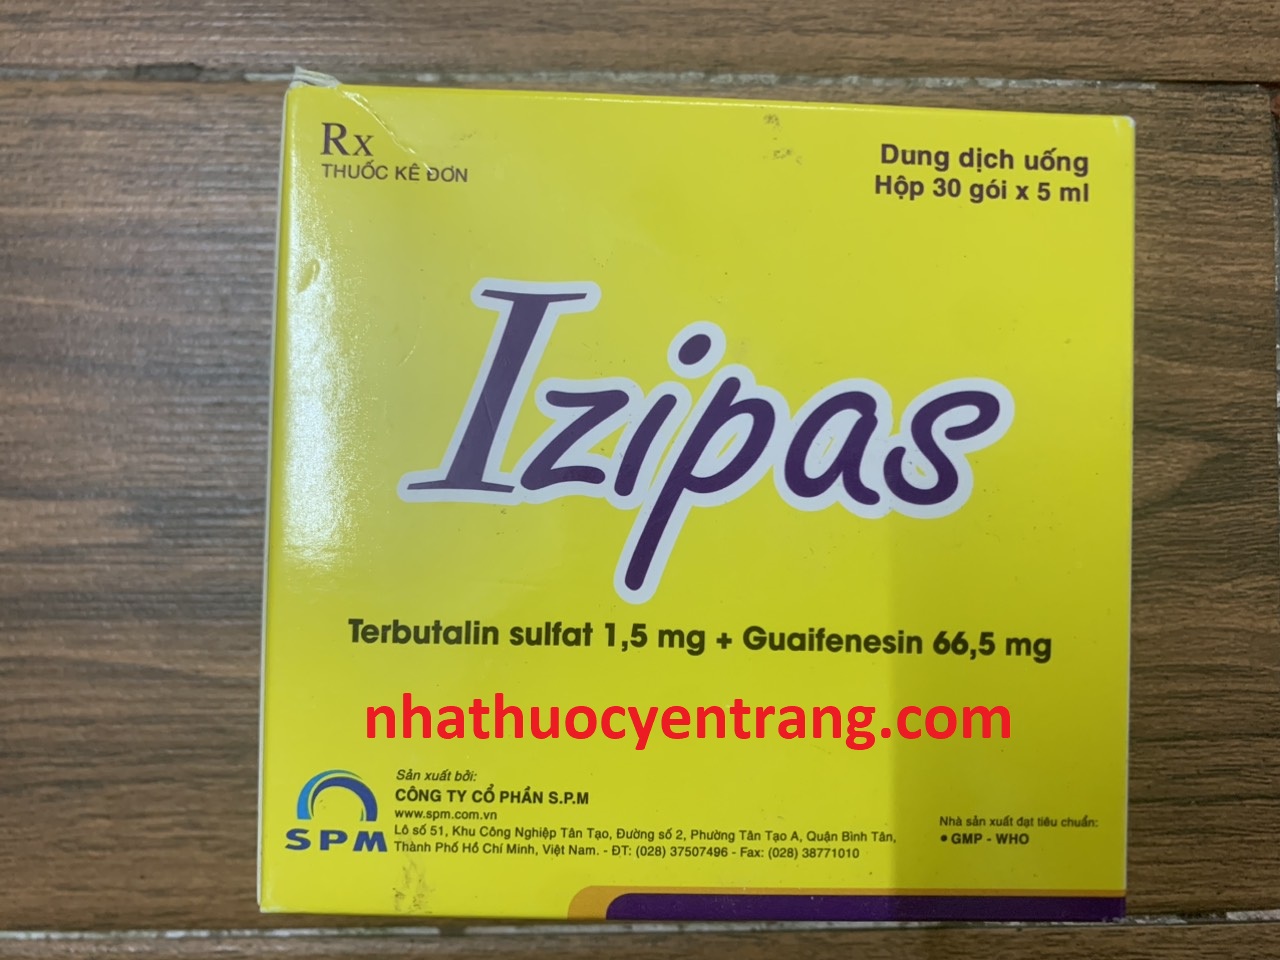 Rx
THUỐC KÊ ĐƠN
Dung dịch uống
Hộp 30 gói x 5 ml
Izipas
Terbutalin sulfat 1,5 mg + Guaifenesin 66,5 mg
nhathuocyentrang.com
Sản xuất bởi:
CÔNG TY CỔ PHẦN S.P.M
www.spm.com.vn
Lô số 51, Khu Công Nghiệp Tân Tạo, Đường số 2, Phường Tân Tạo A, Quận Bình Tân,
Thành Phố Hồ Chí Minh, Việt Nam. - ĐT: (028) 37507496 - Fax: (028) 38771010
SPM
Nhà sản xuất đạt tiêu chuẩn:
• GMP - WHO